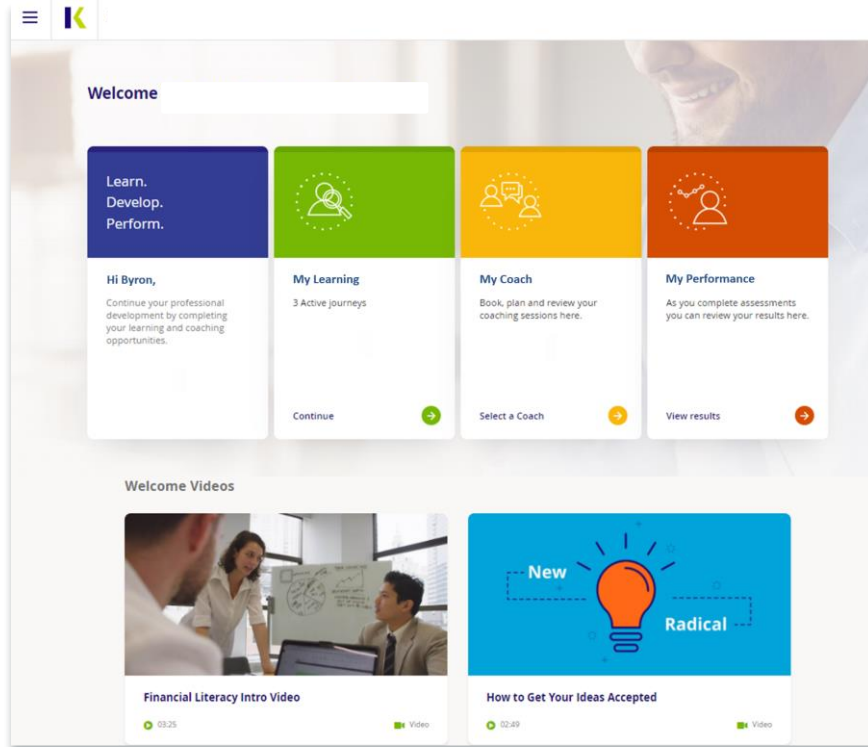 Welcome
Learn.
Develop.
Perform.
Hi Byron,
Continue your professional
development by completing
your learning and coaching
opportunities.
My Learning
3 Active journeys
Continue
My Coach
Book, plan and review your
coaching sessions here.
Select a Coach
My Performance
As you complete assessments
you can review your results here.
View results
Welcome Videos
Financial Literacy Intro Video
03:25
Video
New
Radical
How to Get Your Ideas Accepted
02:49
Video